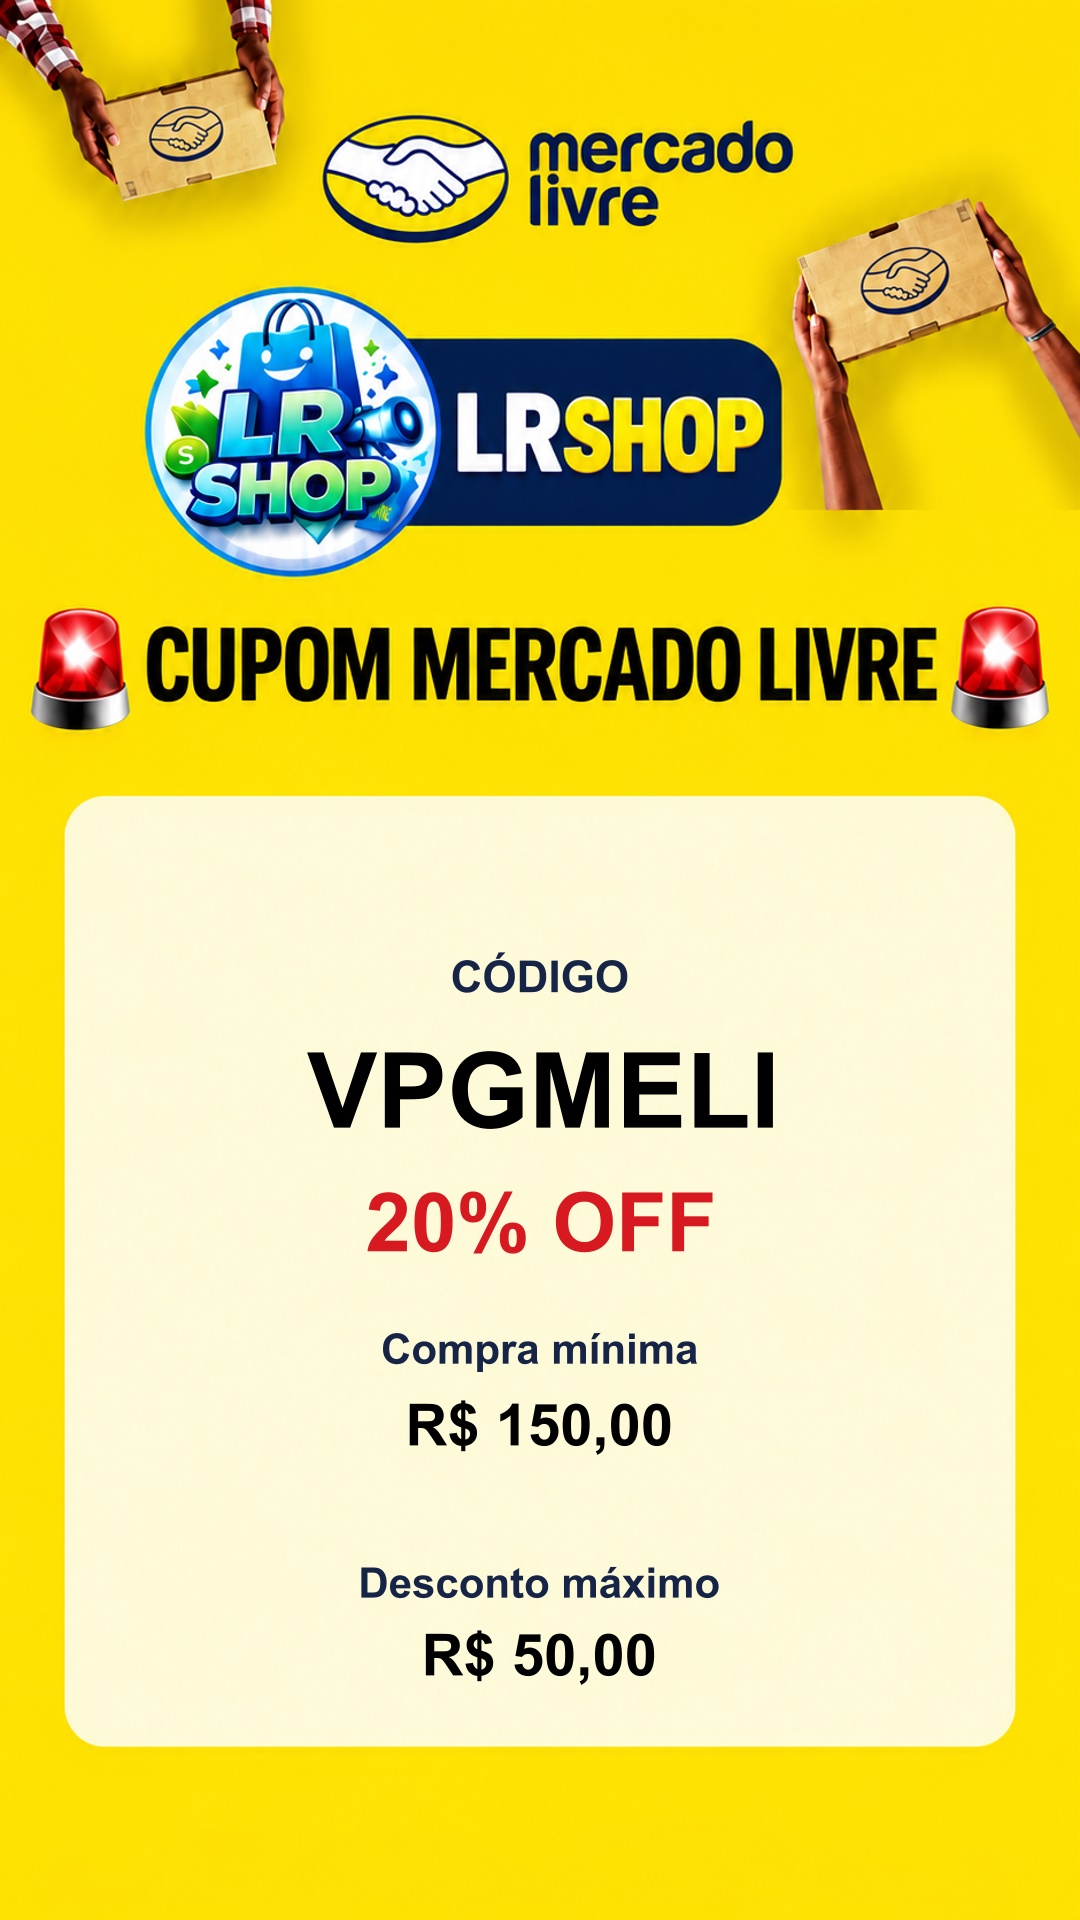 mercado
livre
LR
SHOP
S
LRSHOP
CUPOM MERCADO LIVRE
CÓDIGO
VPGMELI
20% OFF
Compra mínima
R$ 150,00
Desconto máximo
R$ 50,00